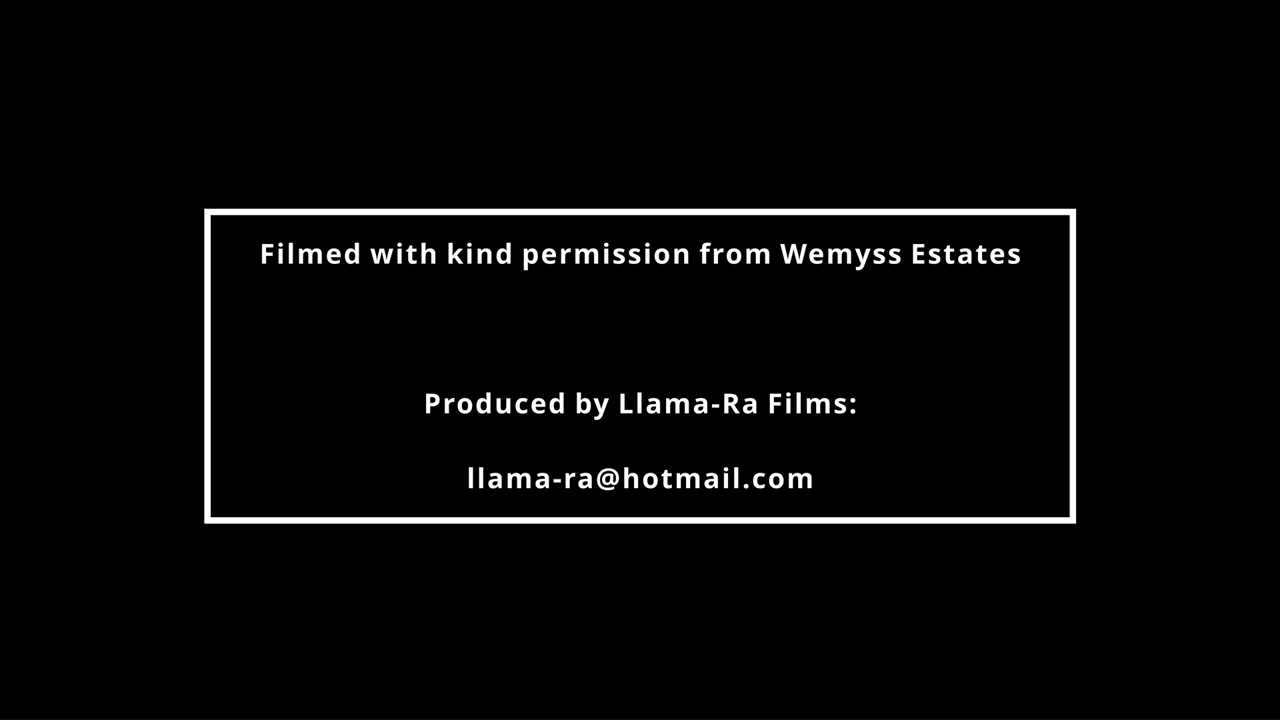 Filmed with kind permission from Wemyss Estates
Produced by Llama-Ra Films:
llama-ra@hotmail.com